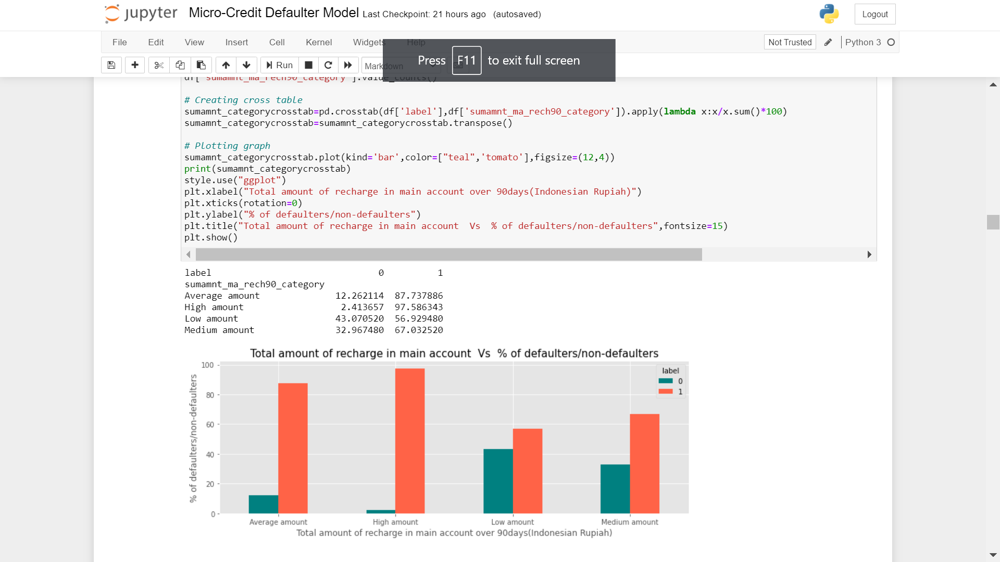 jupyter Micro-Credit Defaulter Model Last Checkpoint: 21 hours ago (autosaved) Logout
File Edit View Insert Cell Kernel Widgets Help Not Trusted Python 3
Run Markdown
Press F11 to exit full screen
df["sumamnt_ma_rech90_category"].value_counts()
# Creating cross table
sumamnt_categorycrosstab=pd.crosstab(df['label'],df['sumamnt_ma_rech90_category']).apply(lambda x:x/x.sum()*100)
sumamnt_categorycrosstab=sumamnt_categorycrosstab.transpose()
# Plotting graph
sumamnt_categorycrosstab.plot(kind='bar',color=["teal",'tomato'],figsize=(12,4))
print(sumamnt_categorycrosstab)
style.use("ggplot")
plt.xlabel("Total amount of recharge in main account over 90days(Indonesian Rupiah)")
plt.xticks(rotation=0)
plt.ylabel("% of defaulters/non-defaulters")
plt.title("Total amount of recharge in main account  Vs  % of defaulters/non-defaulters",fontsize=15)
plt.show()
label 0 1
sumamnt_ma_rech90_category
Average amount 12.262114 87.737886
High amount 2.413657 97.586343
Low amount 43.070520 56.929480
Medium amount 32.967480 67.032520
Total amount of recharge in main account  Vs  % of defaulters/non-defaulters
% of defaulters/non-defaulters
100
80
60
40
20
0
label
0
1
Average amount High amount Low amount Medium amount
Total amount of recharge in main account over 90days(Indonesian Rupiah)